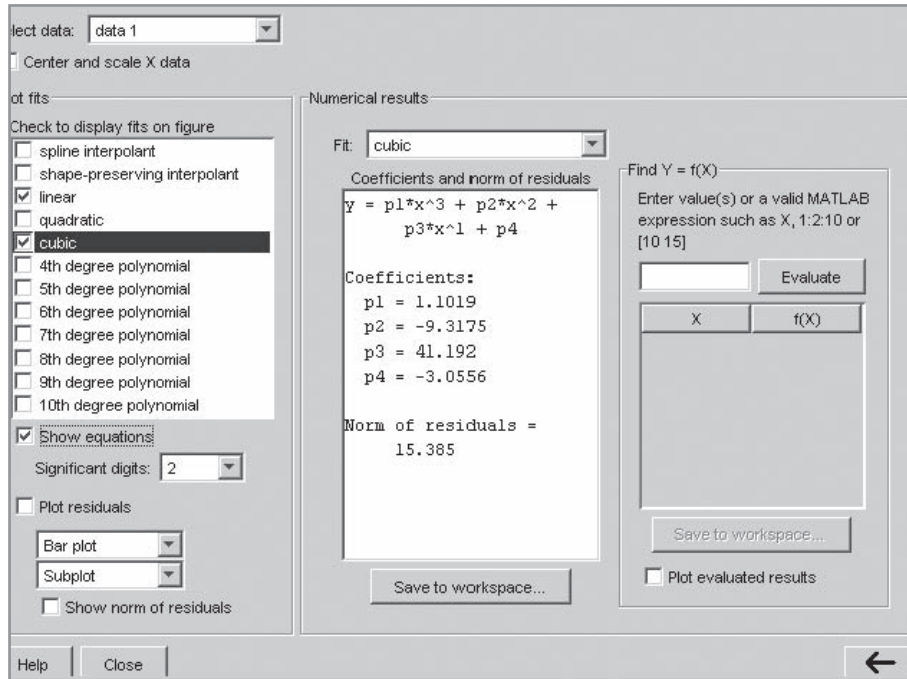 lect data: data 1
Center and scale X data
ot fits
Check to display fits on figure
spline interpolant
shape-preserving interpolant
linear
quadratic
cubic
4th degree polynomial
5th degree polynomial
6th degree polynomial
7th degree polynomial
8th degree polynomial
9th degree polynomial
10th degree polynomial
Show equations
Significant digits: 2
Plot residuals
Bar plot
Subplot
Show norm of residuals
Numerical results
Fit: cubic
Coefficients and norm of residuals
y = p1*x^3 + p2*x^2 +
p3*x^1 + p4
Coefficients:
p1 = 1.1019
p2 = -9.3175
p3 = 41.192
p4 = -3.0556
Norm of residuals =
15.385
Save to workspace...
Find Y = f(X)
Enter value(s) or a valid MATLAB
expression such as X, 1:2:10 or
[10 15]
Evaluate
X f(X)
Save to workspace...
Plot evaluated results
Help Close